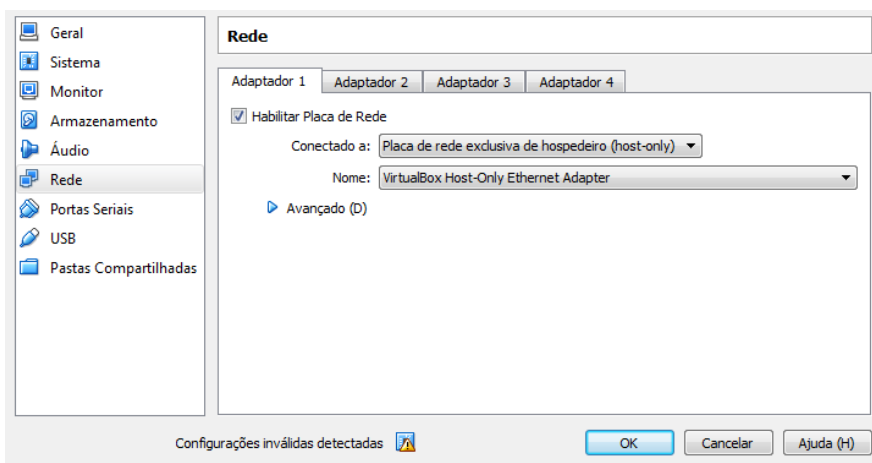 Geral
Sistema
Monitor
Armazenamento
Áudio
Rede
Portas Seriais
USB
Pastas Compartilhadas
Rede
Adaptador 1 Adaptador 2 Adaptador 3 Adaptador 4
Habilitar Placa de Rede
Conectado a: Placa de rede exclusiva de hospedeiro (host-only)
Nome: VirtualBox Host-Only Ethernet Adapter
Avançado (D)
Configurações inválidas detectadas OK Cancelar Ajuda (H)